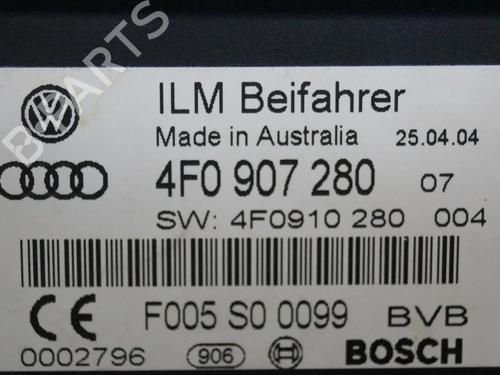 ILM Beifahrer
Made in Australia 25.04.04
4F0 907 280 07
SW: 4F0910 280 004
F005 S0 0099 BVB
0002796 906 BOSCH